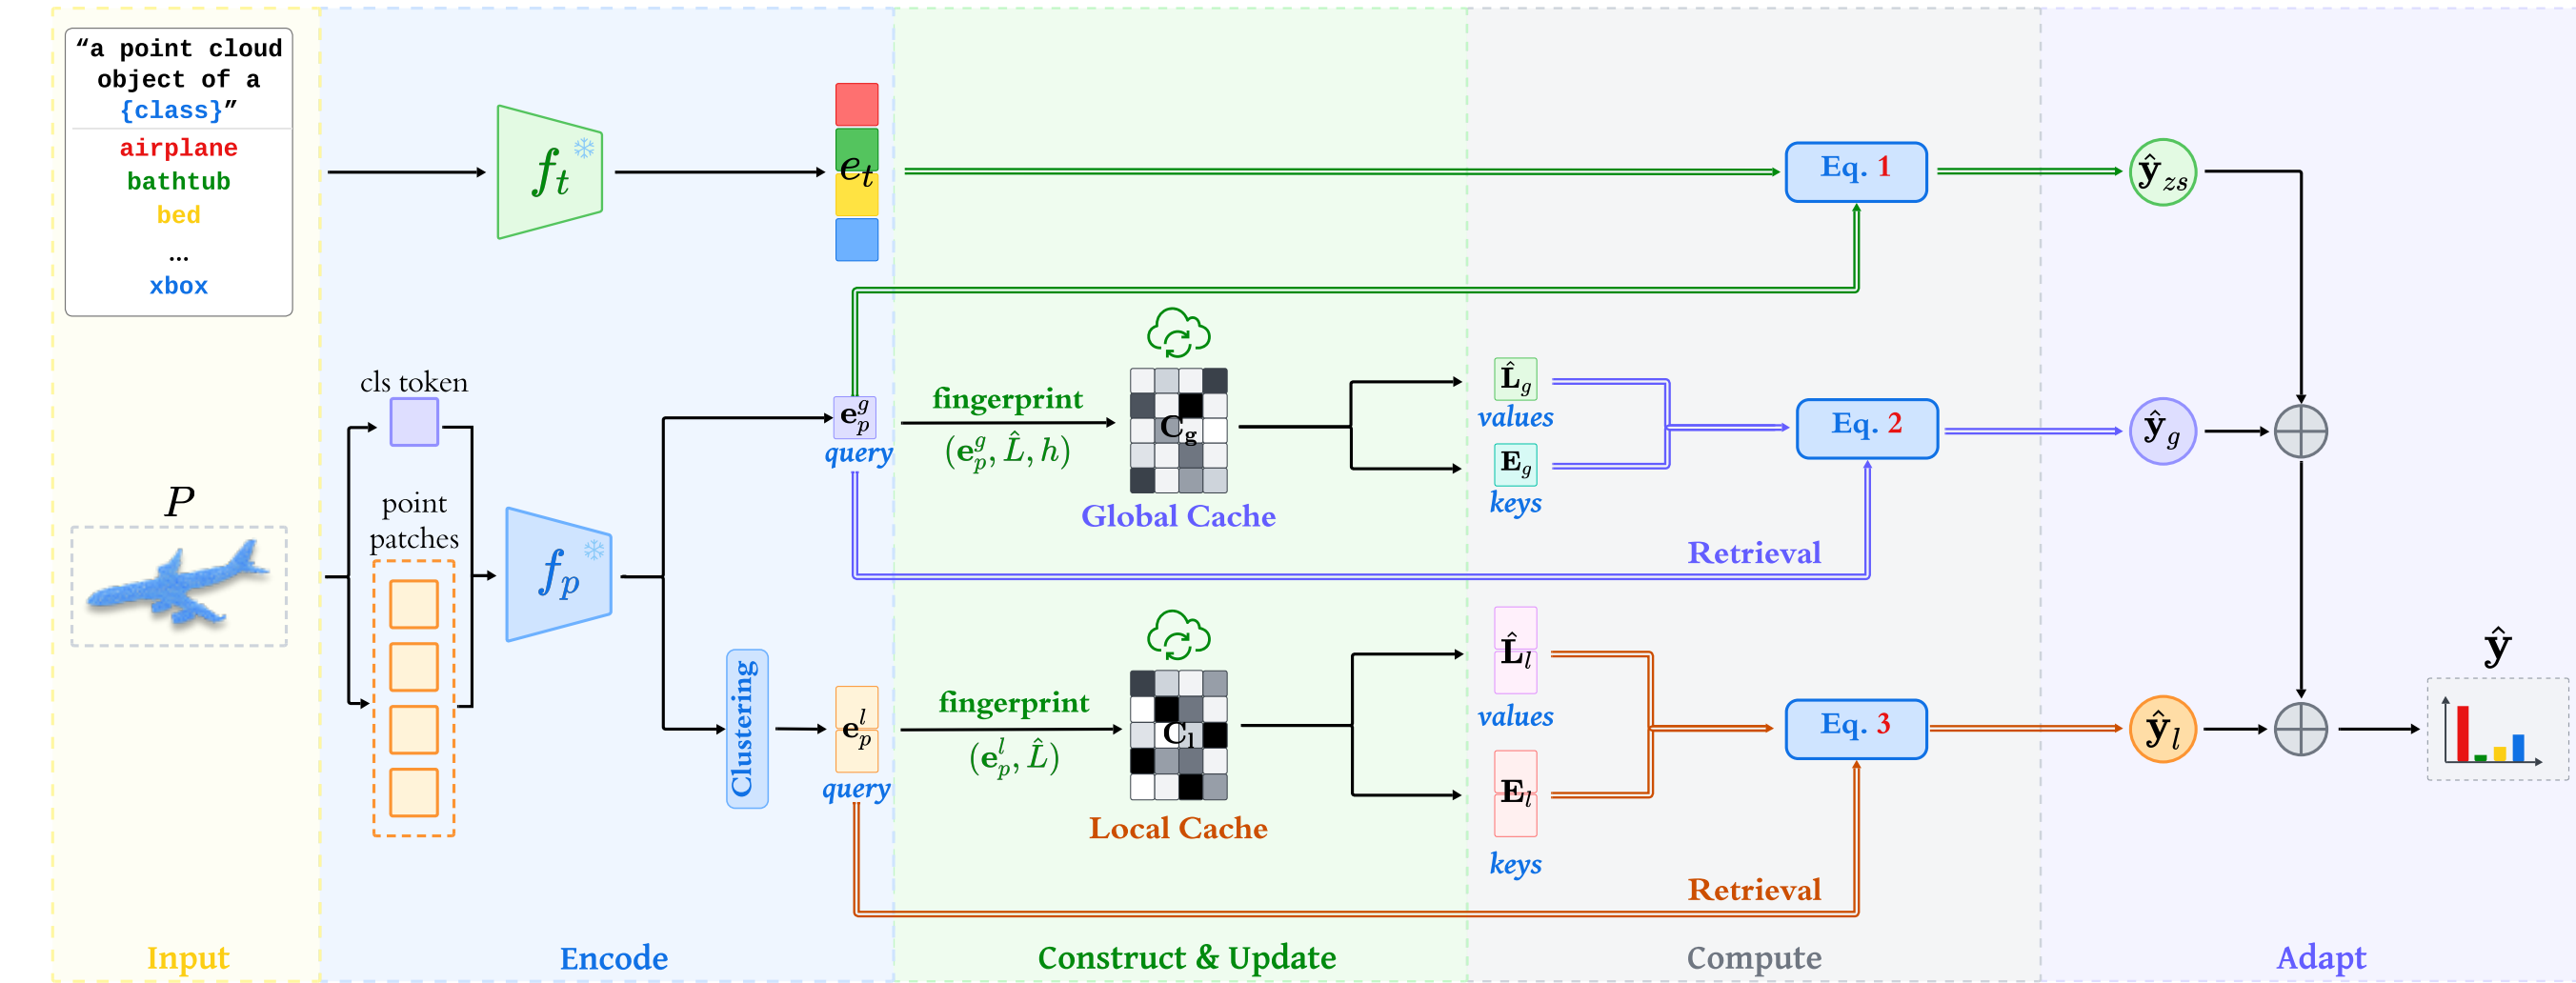 “a point cloud
object of a
{class}”
airplane
bathtub
bed
...
xbox
P
Input
f_t
e_t
cls token
point
patches
f_p
Clustering
e_p^g
query
e_p^l
query
Encode
fingerprint
(e_p^g, L̂, h)
C_g
Global Cache
fingerprint
(e_p^l, L̂)
C_l
Local Cache
Construct & Update
L̂_g
values
E_g
keys
L̂_l
values
E_l
keys
Eq. 1
Eq. 2
Retrieval
Eq. 3
Retrieval
Compute
ŷ_zs
ŷ_g
ŷ_l
ŷ
Adapt